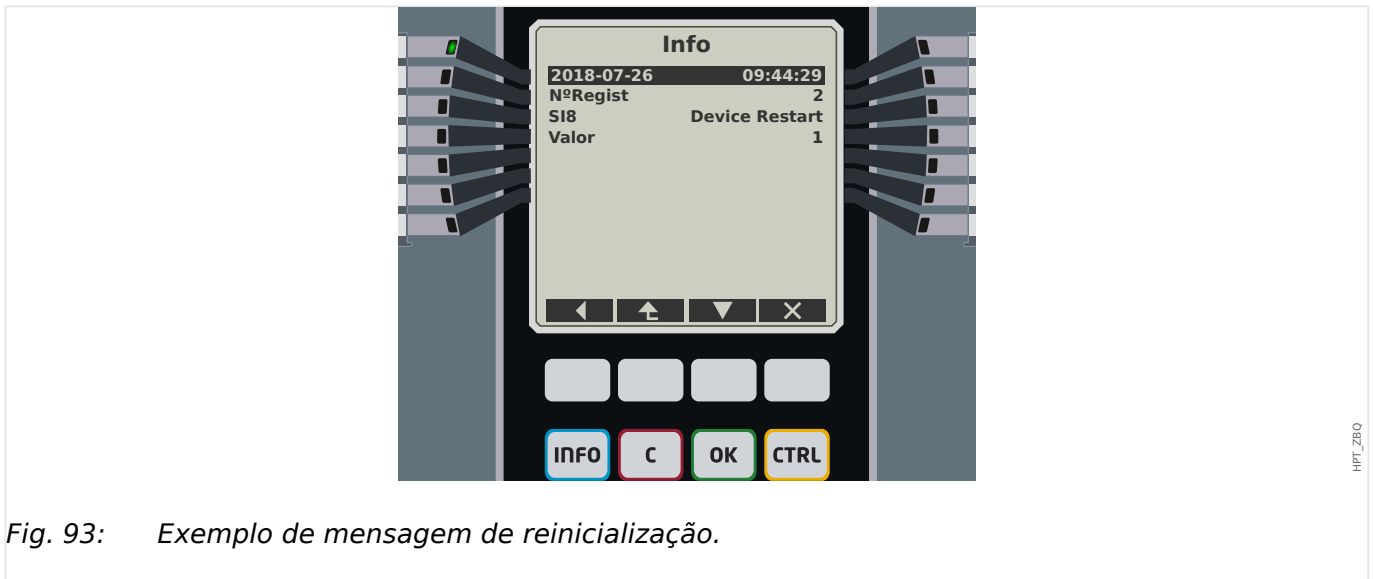 Info
2018-07-26 09:44:29
NºRegist 2
SI8 Device Restart
Valor 1
INFO C OK CTRL
HPT_ZBQ
Fig. 93: Exemplo de mensagem de reinicialização.